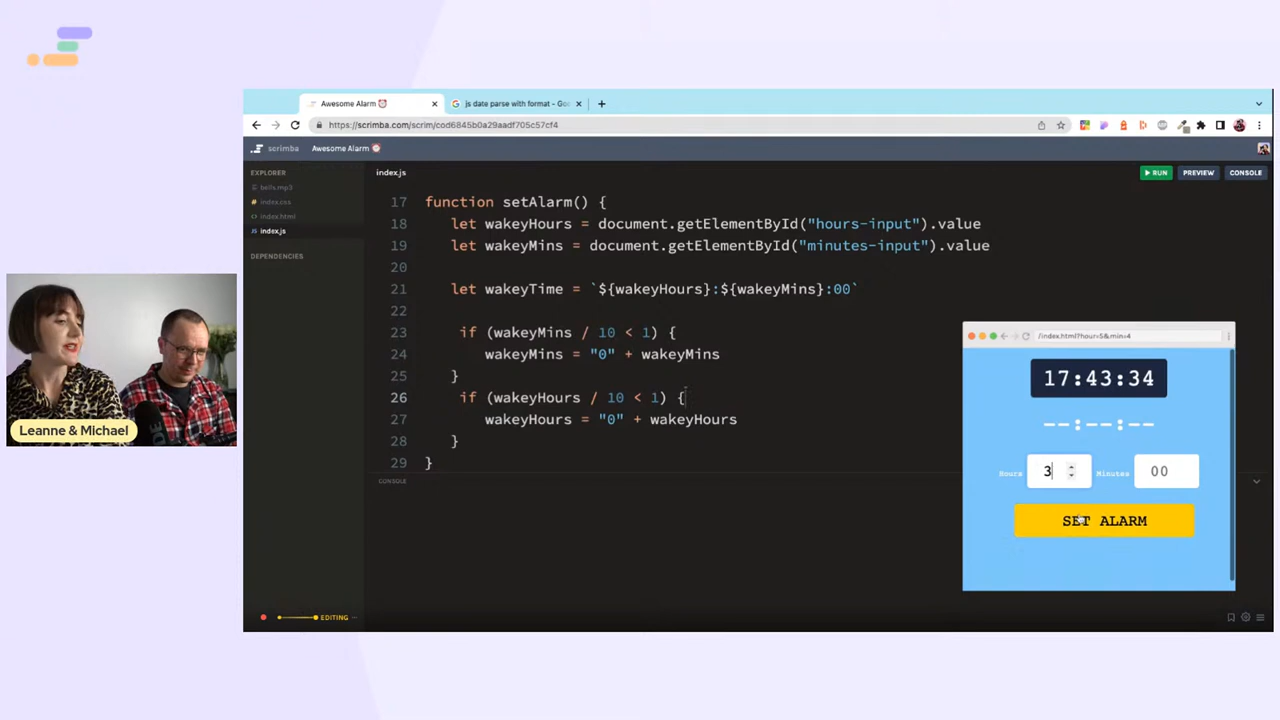 Awesome Alarm ⏰
js date parse with format - Goo
https://scrimba.com/scrim/cod6845b0a29aadf705c57cf4
scrimba
Awesome Alarm ⏰
EXPLORER
bells.mp3
index.css
index.html
index.js
DEPENDENCIES
index.js
RUN
PREVIEW
CONSOLE
17 function setAlarm() {
18 let wakeyHours = document.getElementById("hours-input").value
19 let wakeyMins = document.getElementById("minutes-input").value
20
21 let wakeyTime = `${wakeyHours}:${wakeyMins}:00`
22
23 if (wakeyMins / 10 < 1) {
24 wakeyMins = "0" + wakeyMins
25 }
26 if (wakeyHours / 10 < 1) {
27 wakeyHours = "0" + wakeyHours
28 }
29 }
CONSOLE
/index.html?hour=5&min=4
17:43:34
--:--:--
Hours 3 Minutes 00
SET ALARM
Leanne & Michael
EDITING